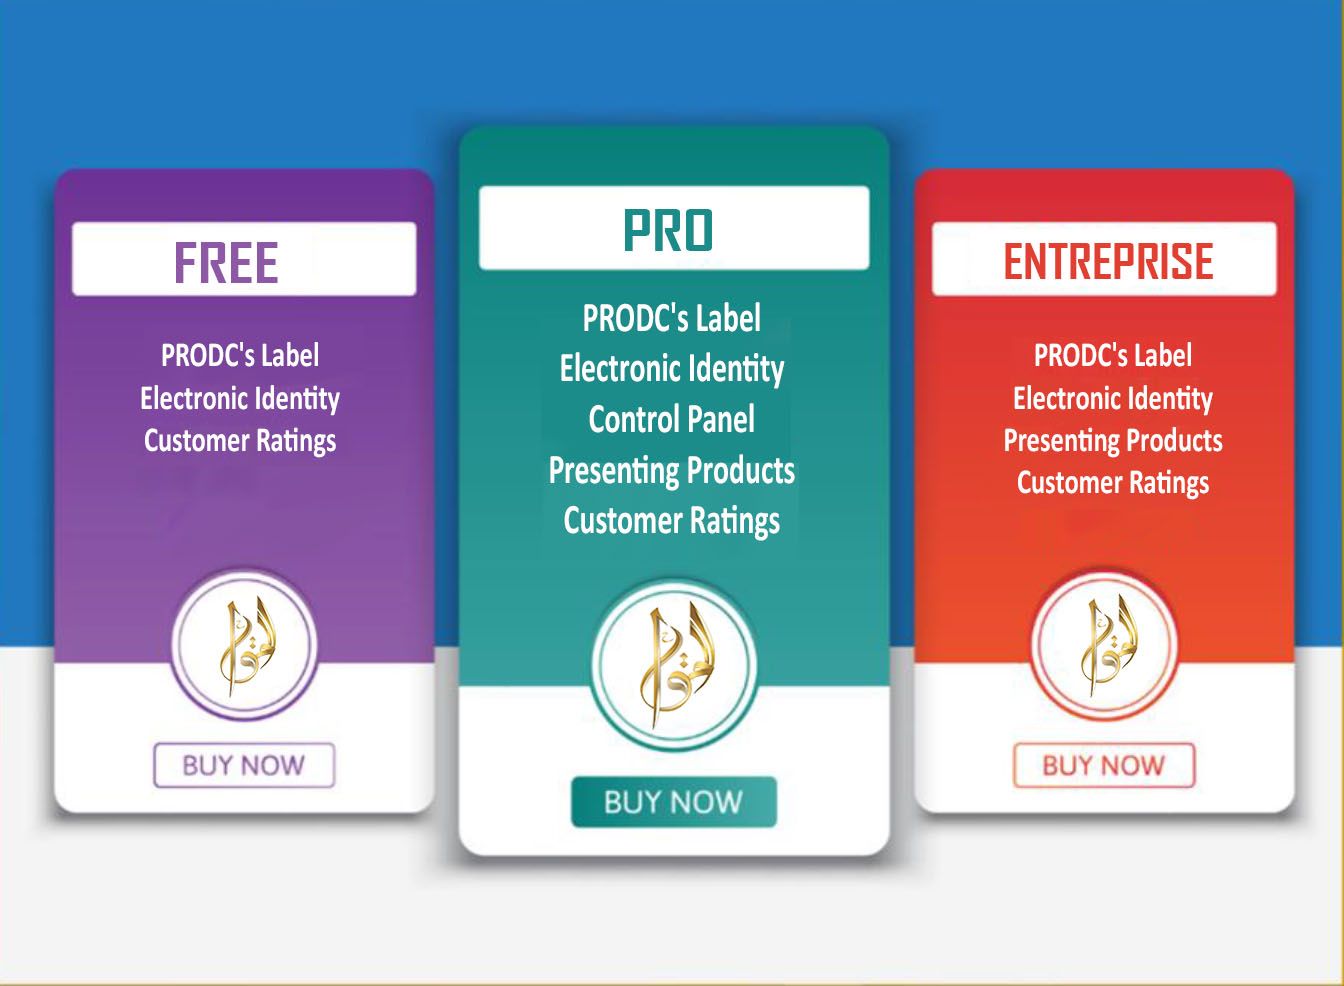 FREE
PRODC's Label
Electronic Identity
Customer Ratings
BUY NOW
PRO
PRODC's Label
Electronic Identity
Control Panel
Presenting Products
Customer Ratings
BUY NOW
ENTREPRISE
PRODC's Label
Electronic Identity
Presenting Products
Customer Ratings
BUY NOW